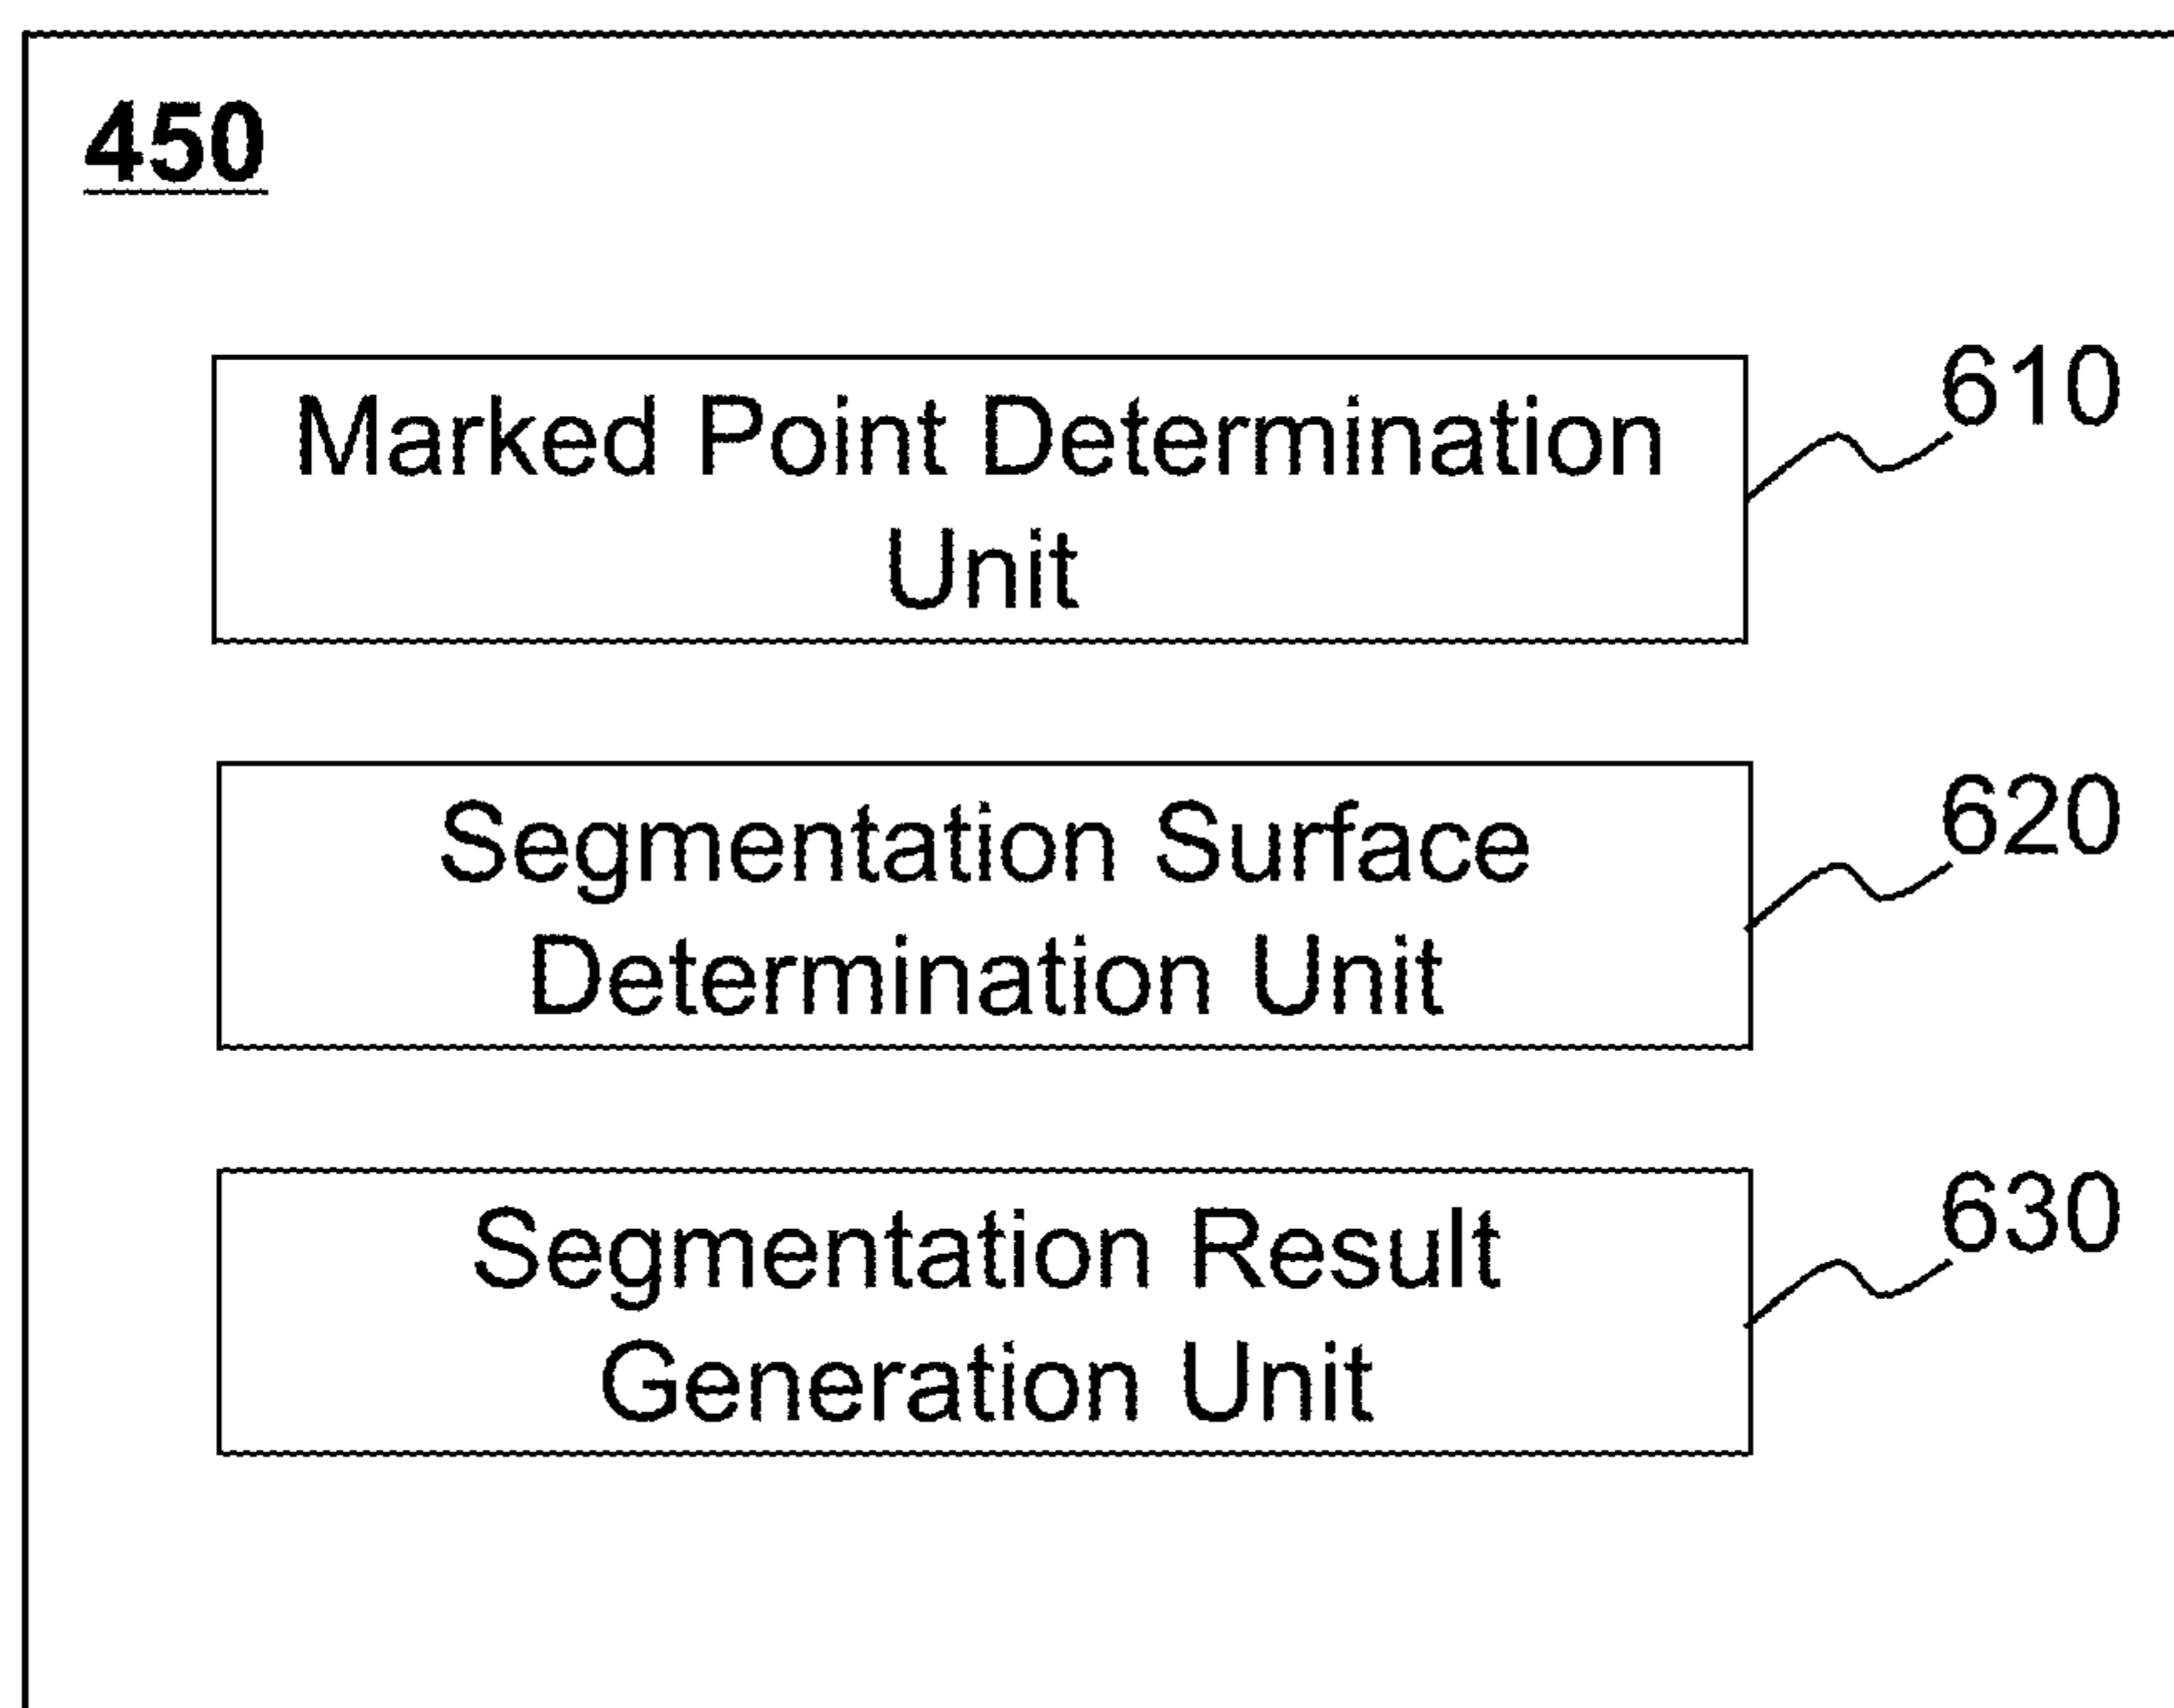 450
Marked Point Determination
Unit
610
Segmentation Surface
Determination Unit
620
Segmentation Result
Generation Unit
630